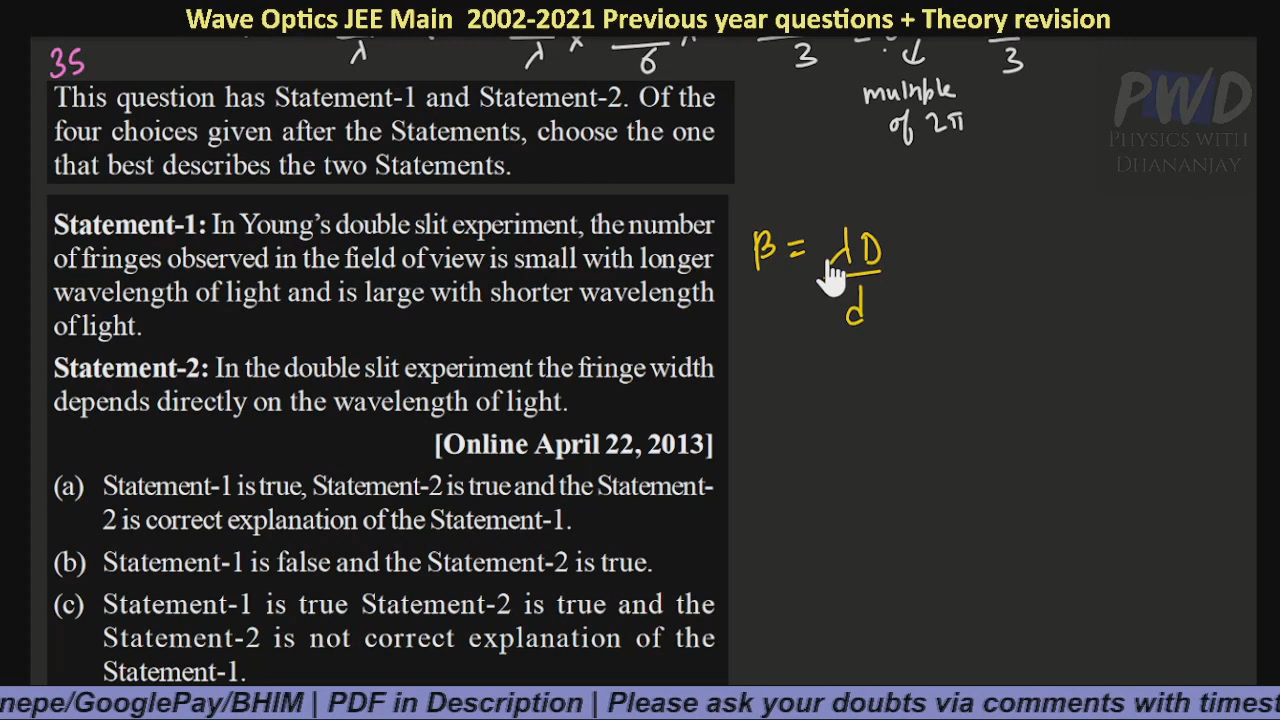 Wave Optics JEE Main 2002-2021 Previous year questions + Theory revision
λ λ × 6 3 = 3
35
multiple
of 2π
PWD
PHYSICS WITH
DHANANJAY
This question has Statement-1 and Statement-2. Of the
four choices given after the Statements, choose the one
that best describes the two Statements.
Statement-1: In Young's double slit experiment, the number
of fringes observed in the field of view is small with longer
wavelength of light and is large with shorter wavelength
of light.
β = λD
d
Statement-2: In the double slit experiment the fringe width
depends directly on the wavelength of light.
[Online April 22, 2013]
(a) Statement-1 is true, Statement-2 is true and the Statement-
2 is correct explanation of the Statement-1.
(b) Statement-1 is false and the Statement-2 is true.
(c) Statement-1 is true Statement-2 is true and the
Statement-2 is not correct explanation of the
Statement-1.
nepe/GooglePay/BHIM | PDF in Description | Please ask your doubts via comments with timest